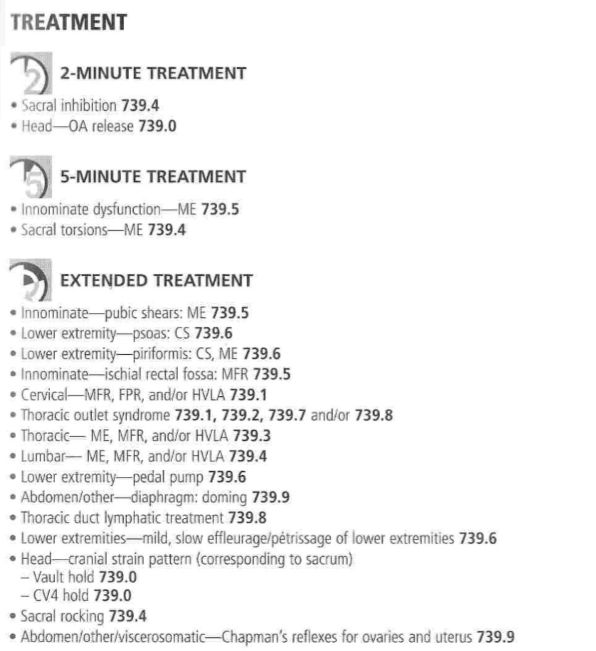 TREATMENT
2
2-MINUTE TREATMENT
• Sacral inhibition 739.4
• Head—OA release 739.0
5
5-MINUTE TREATMENT
• Innominate dysfunction—ME 739.5
• Sacral torsions—ME 739.4
EXTENDED TREATMENT
• Innominate—pubic shears: ME 739.5
• Lower extremity—psoas: CS 739.6
• Lower extremity—piriformis: CS, ME 739.6
• Innominate—ischial rectal fossa: MFR 739.5
• Cervical—MFR, FPR, and/or HVLA 739.1
• Thoracic outlet syndrome 739.1, 739.2, 739.7 and/or 739.8
• Thoracic— ME, MFR, and/or HVLA 739.3
• Lumbar— ME, MFR, and/or HVLA 739.4
• Lower extremity—pedal pump 739.6
• Abdomen/other—diaphragm: doming 739.9
• Thoracic duct lymphatic treatment 739.8
• Lower extremities—mild, slow effleurage/pétrissage of lower extremities 739.6
• Head—cranial strain pattern (corresponding to sacrum)
– Vault hold 739.0
– CV4 hold 739.0
• Sacral rocking 739.4
• Abdomen/other/viscerosomatic—Chapman's reflexes for ovaries and uterus 739.9